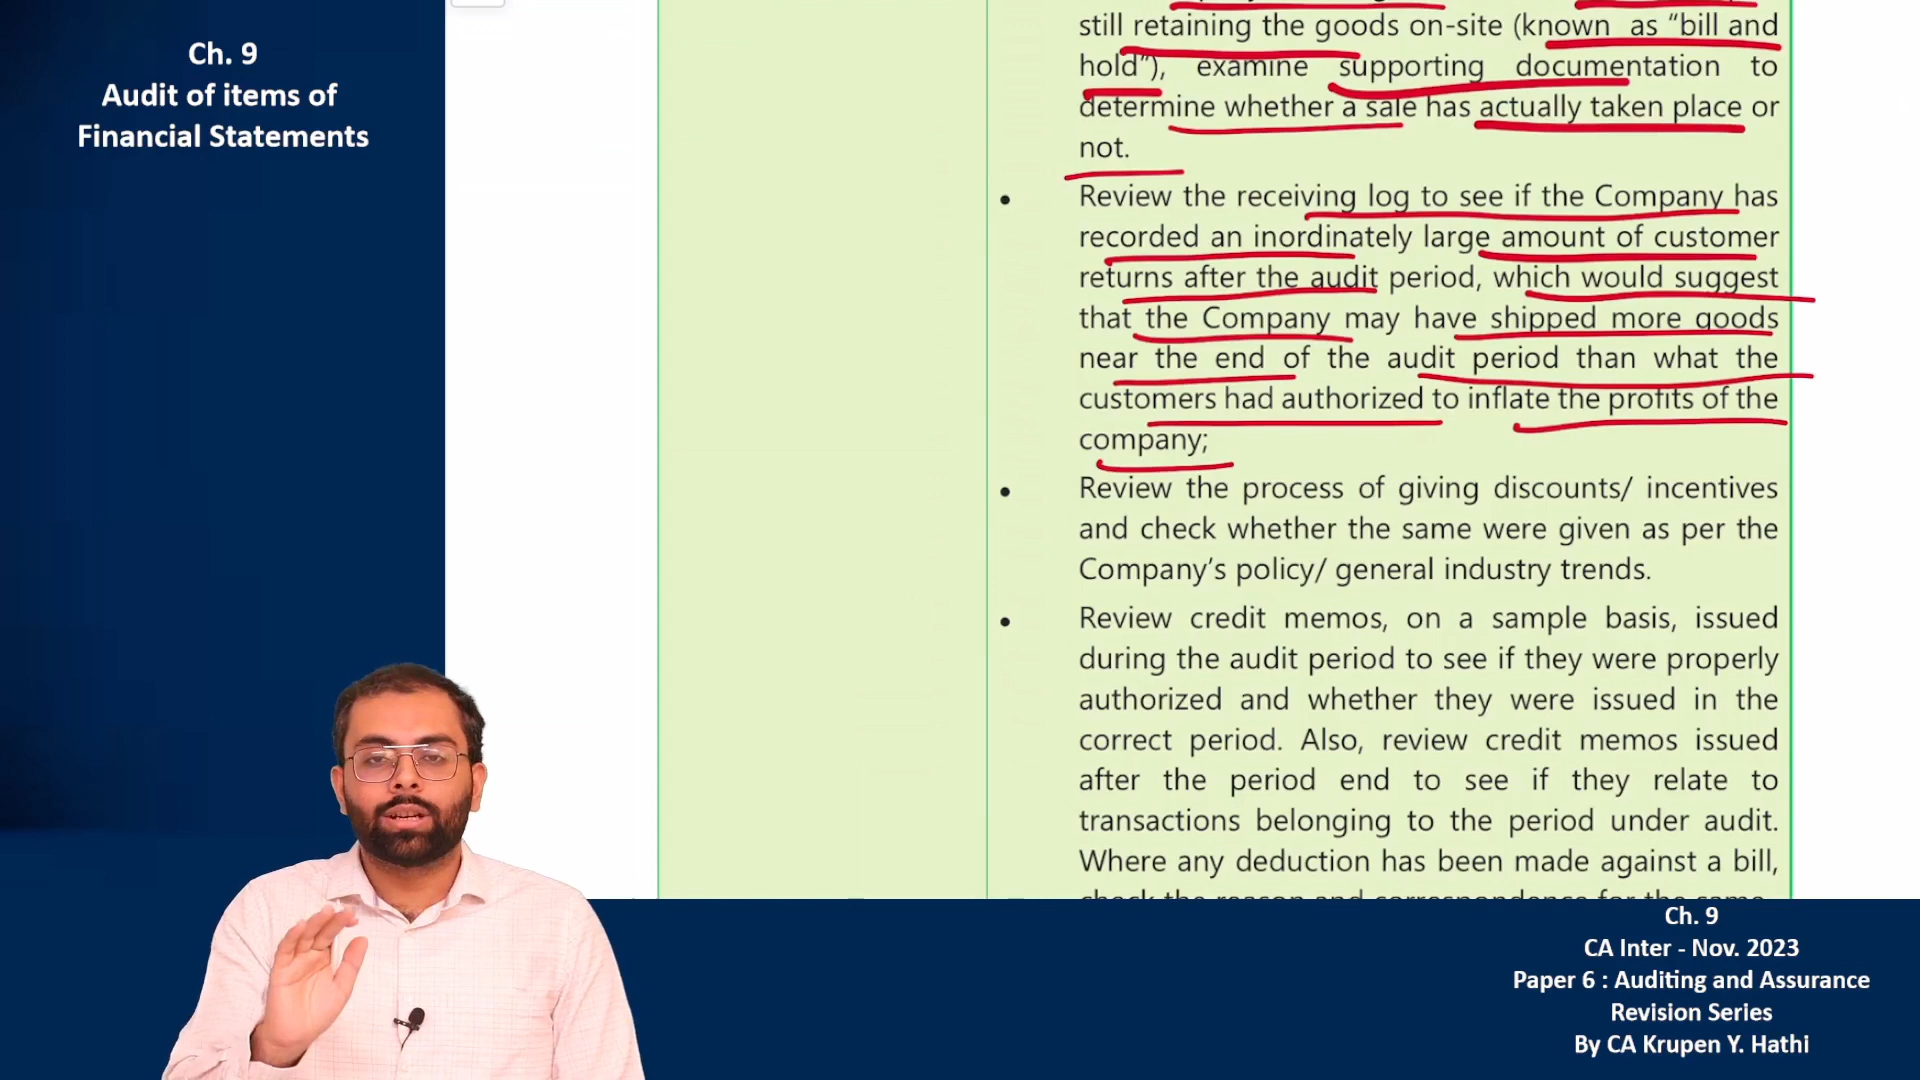 Ch. 9
Audit of items of
Financial Statements
still retaining the goods on-site (known as “bill and
hold”), examine supporting documentation to
determine whether a sale has actually taken place or
not.
• Review the receiving log to see if the Company has
recorded an inordinately large amount of customer
returns after the audit period, which would suggest
that the Company may have shipped more goods
near the end of the audit period than what the
customers had authorized to inflate the profits of the
company;
• Review the process of giving discounts/ incentives
and check whether the same were given as per the
Company’s policy/ general industry trends.
• Review credit memos, on a sample basis, issued
during the audit period to see if they were properly
authorized and whether they were issued in the
correct period. Also, review credit memos issued
after the period end to see if they relate to
transactions belonging to the period under audit.
Where any deduction has been made against a bill,
check the reason and correspondence for the same.
Ch. 9
CA Inter - Nov. 2023
Paper 6 : Auditing and Assurance
Revision Series
By CA Krupen Y. Hathi